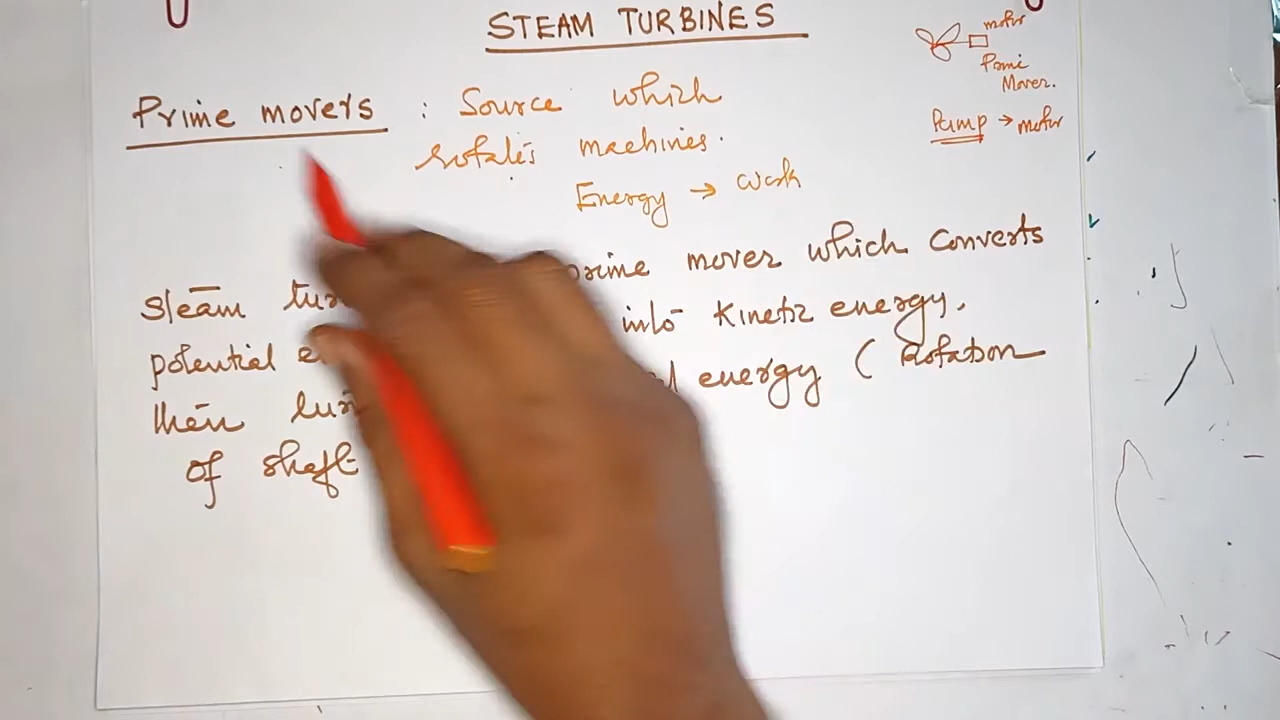 STEAM TURBINES
motor
Prime
Mover.
Pump → motor
Prime movers : Source which
rotates machines.
Energy → Work
prime mover which converts
Steam
potential into kinetic energy.
then energy ( Rotation
of shaft